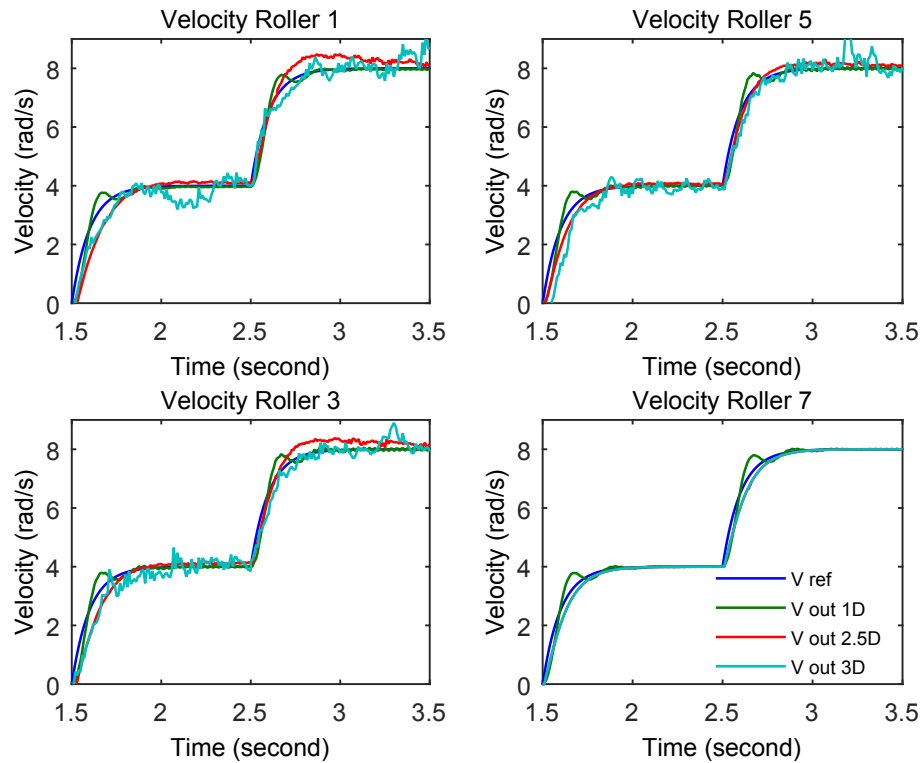 Velocity Roller 1
8
6
4
2
0
Velocity (rad/s)
1.5 2 2.5 3 3.5
Time (second)
Velocity Roller 5
8
6
4
2
0
Velocity (rad/s)
1.5 2 2.5 3 3.5
Time (second)
Velocity Roller 3
8
6
4
2
0
Velocity (rad/s)
1.5 2 2.5 3 3.5
Time (second)
Velocity Roller 7
8
6
4
2
0
Velocity (rad/s)
V ref
V out 1D
V out 2.5D
V out 3D
1.5 2 2.5 3 3.5
Time (second)